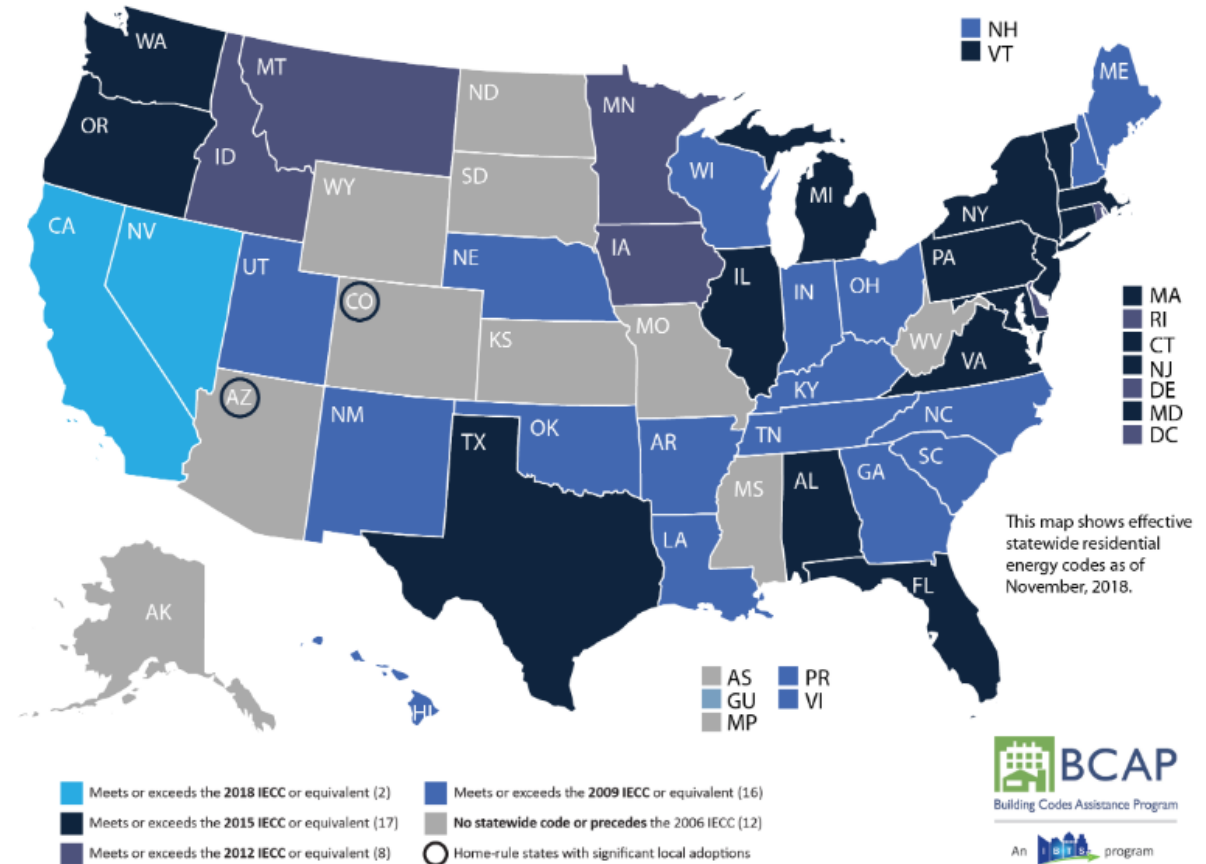 NH
VT
WA
MT
ND
MN
ME
OR
ID
WY
SD
WI
MI
NY
CA
NV
UT
NE
IA
IL
IN
OH
PA
CO
KS
MO
WV
VA
KY
AZ
NM
OK
TX
AR
TN
NC
SC
MS
AL
GA
LA
FL
AK
HI
MA
RI
CT
NJ
DE
MD
DC
This map shows effective
statewide residential
energy codes as of
November, 2018.
AS
GU
MP
PR
VI
Meets or exceeds the 2018 IECC or equivalent (2)
Meets or exceeds the 2015 IECC or equivalent (17)
Meets or exceeds the 2012 IECC or equivalent (8)
Meets or exceeds the 2009 IECC or equivalent (16)
No statewide code or precedes the 2006 IECC (12)
Home-rule states with significant local adoptions
BCAP
Building Codes Assistance Program
An IBTS program